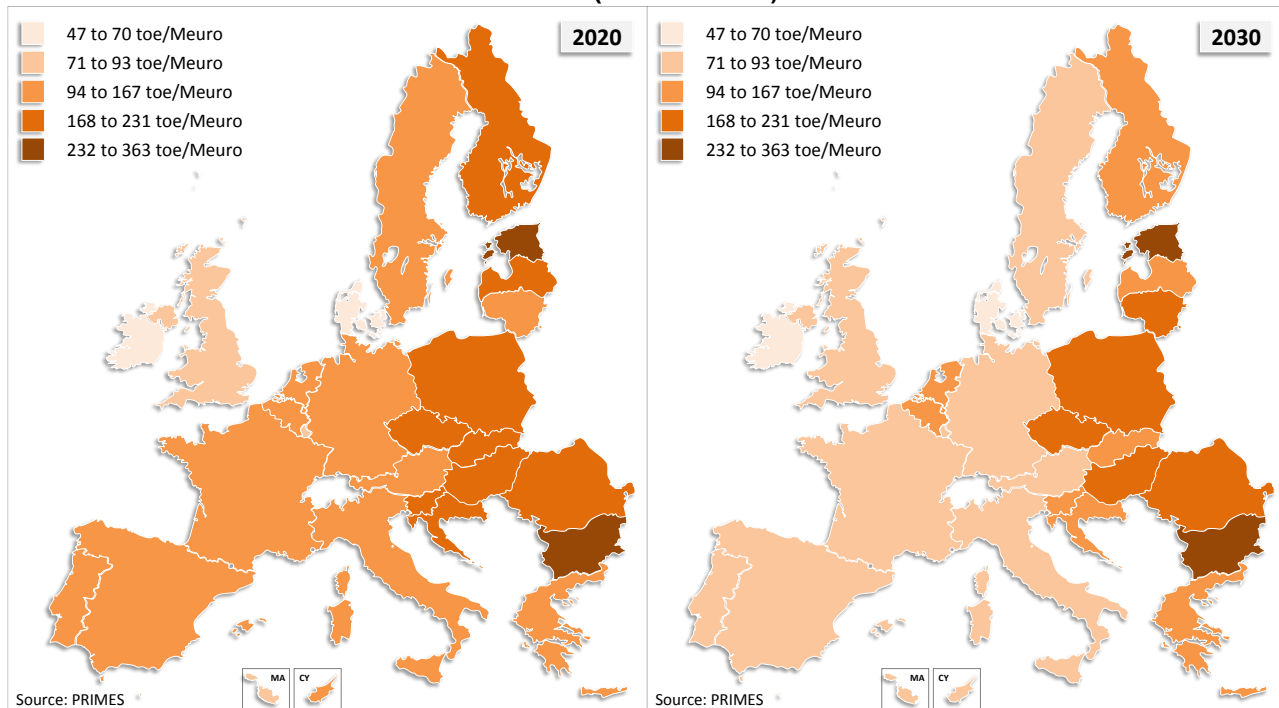 47 to 70 toe/Meuro
71 to 93 toe/Meuro
94 to 167 toe/Meuro
168 to 231 toe/Meuro
232 to 363 toe/Meuro
2020
MA
CY
Source: PRIMES
47 to 70 toe/Meuro
71 to 93 toe/Meuro
94 to 167 toe/Meuro
168 to 231 toe/Meuro
232 to 363 toe/Meuro
2030
MA
CY
Source: PRIMES